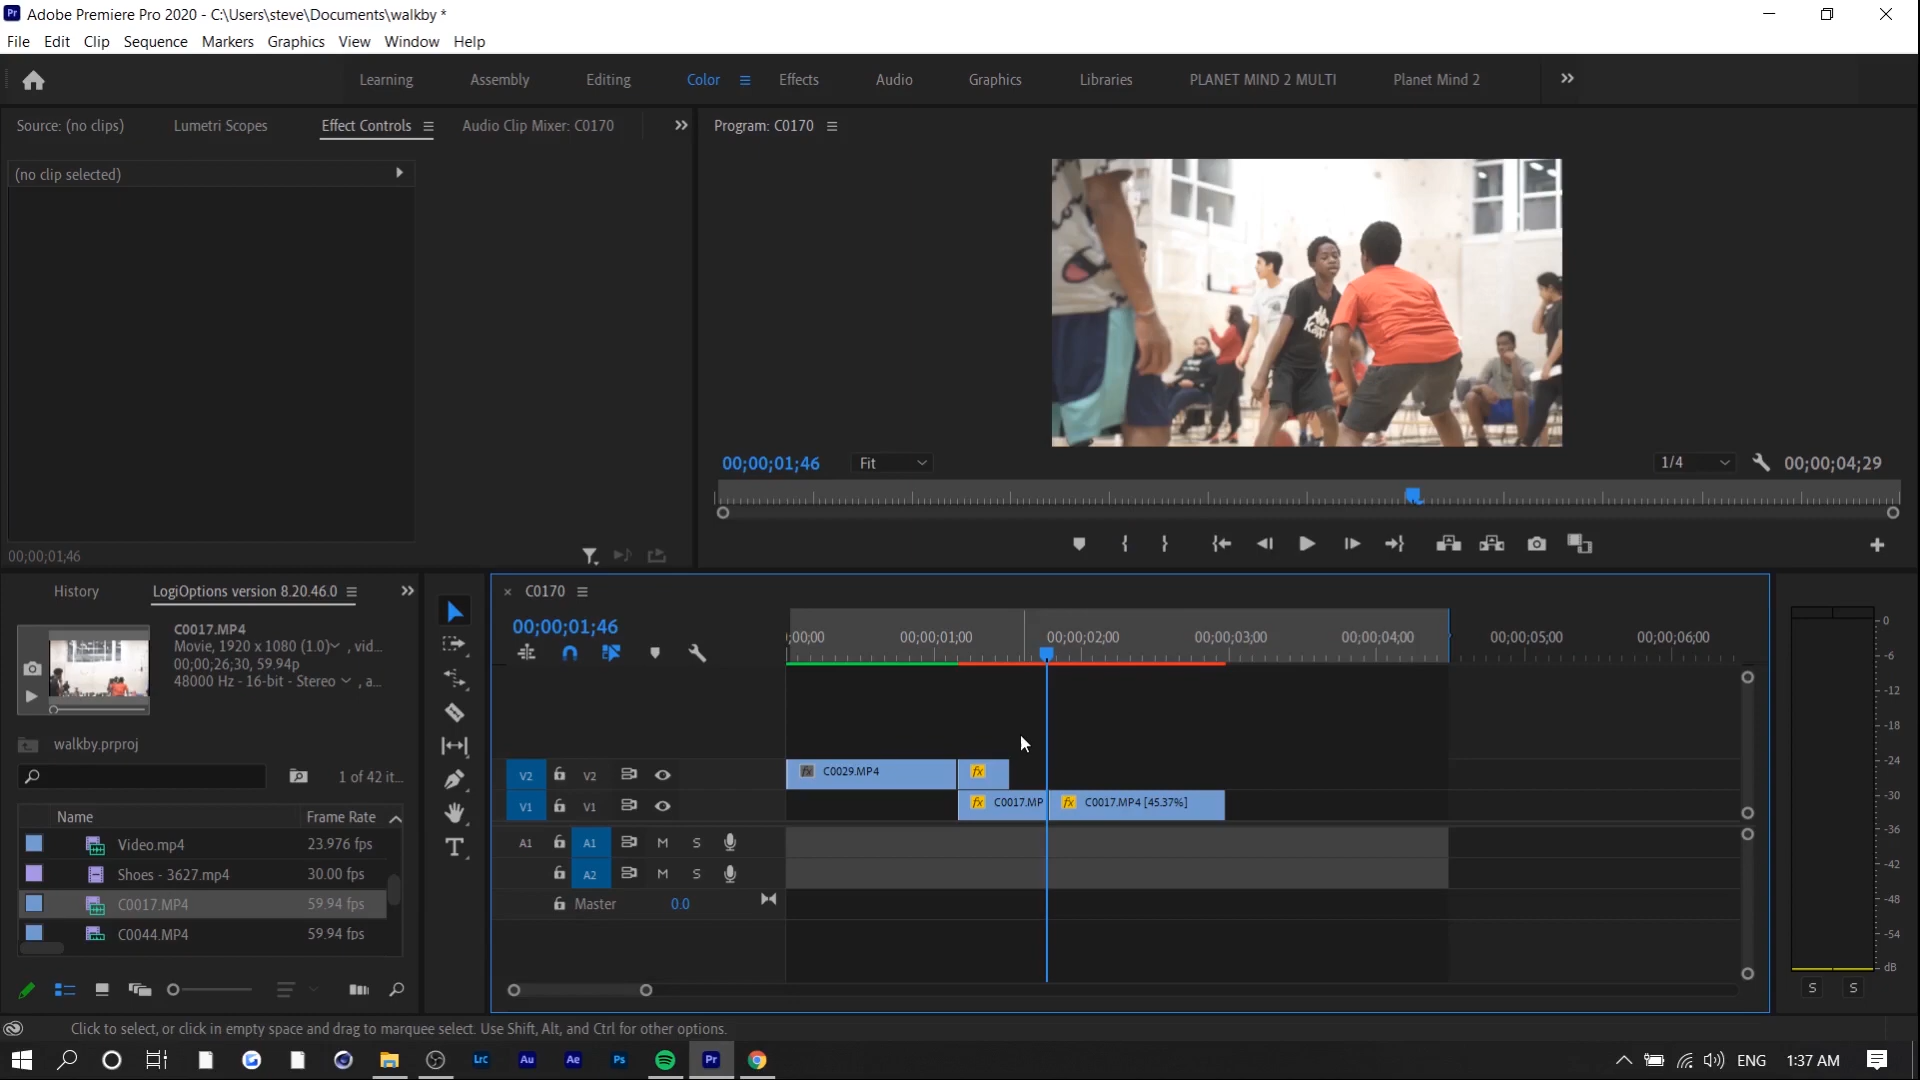 Adobe Premiere Pro 2020 - C:\Users\steve\Documents\walkby *
File Edit Clip Sequence Markers Graphics View Window Help
Learning Assembly Editing Color Effects Audio Graphics Libraries PLANET MIND 2 MULTI Planet Mind 2
Source: (no clips) Lumetri Scopes Effect Controls Audio Clip Mixer: C0170
Program: C0170
(no clip selected)
Kappa
00;00;01;46 Fit 1/4 00;00;04;29
00;00;01;46
History LogiOptions version 8.20.46.0
C0017.MP4
Movie, 1920 x 1080 (1.0) , vid...
00;00;26;30, 59.94p
48000 Hz - 16-bit - Stereo , a...
walkby.prproj
1 of 42 it...
Name Frame Rate
Video.mp4 23.976 fps
Shoes - 3627.mp4 30.00 fps
C0017.MP4 59.94 fps
C0044.MP4 59.94 fps
C0170
00;00;01;46
;00;00 00;00;01;00 00;00;02;00 00;00;03;00 00;00;04;00 00;00;05;00 00;00;06;00
V2 V2 fx C0029.MP4 fx
V1 V1 fx C0017.MP fx C0017.MP4 [45.37%]
A1 A1 M S
A2 M S
Master 0.0
0
-6
-12
-18
-24
-30
-36
-42
-48
-54
dB
S S
Click to select, or click in empty space and drag to marquee select. Use Shift, Alt, and Ctrl for other options.
Lrc Au Ae Ps Pr ENG 1:37 AM